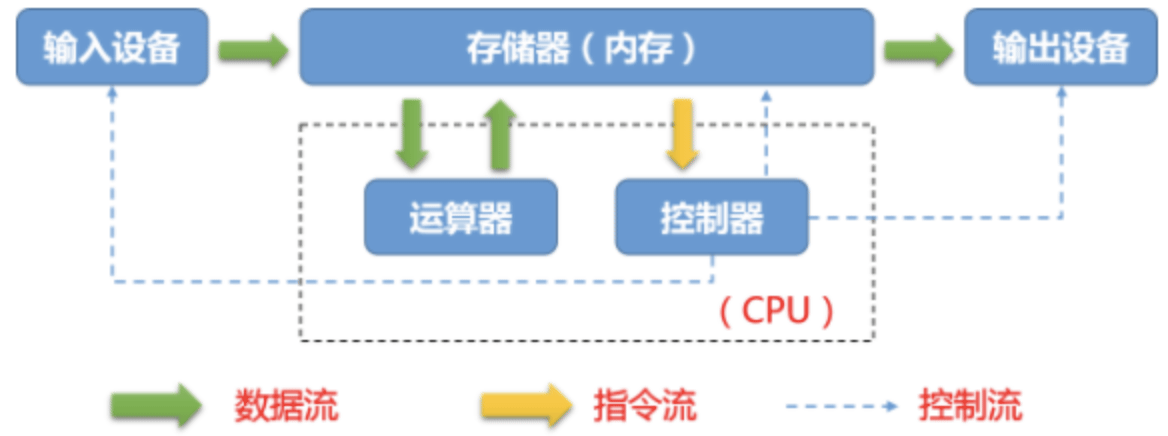 输入设备 存储器（内存） 输出设备
运算器 控制器
（CPU）
数据流 指令流 控制流